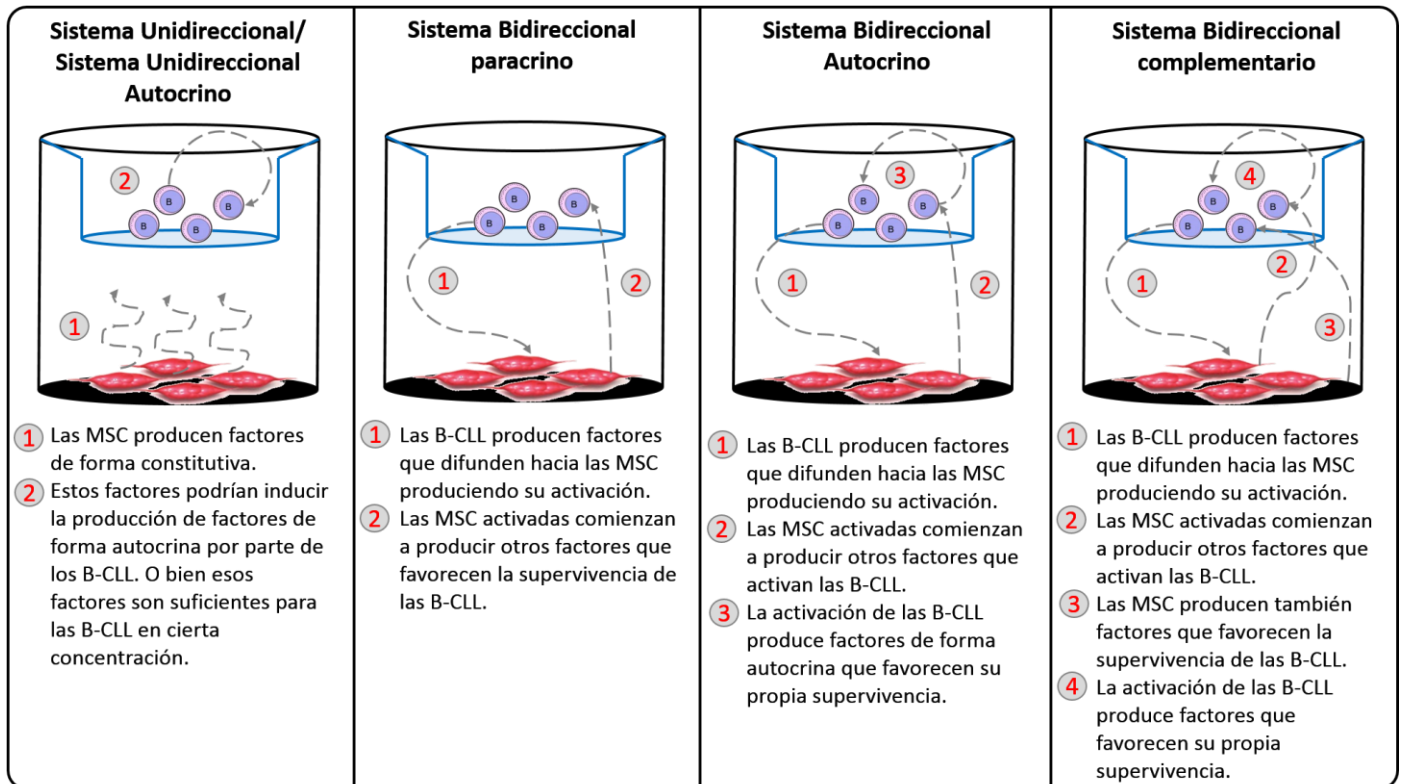 Sistema Unidireccional/
Sistema Unidireccional
Autocrino
2
B
B
B
B
1
1 Las MSC producen factores
de forma constitutiva.
2 Estos factores podrían inducir
la producción de factores de
forma autocrina por parte de
los B-CLL. O bien esos
factores son suficientes para
las B-CLL en cierta
concentración.
Sistema Bidireccional
paracrino
B
B
B
B
1
2
1 Las B-CLL producen factores
que difunden hacia las MSC
produciendo su activación.
2 Las MSC activadas comienzan
a producir otros factores que
favorecen la supervivencia de
las B-CLL.
Sistema Bidireccional
Autocrino
3
B
B
B
B
1
2
1 Las B-CLL producen factores
que difunden hacia las MSC
produciendo su activación.
2 Las MSC activadas comienzan
a producir otros factores que
activan las B-CLL.
3 La activación de las B-CLL
produce factores de forma
autocrina que favorecen su
propia supervivencia.
Sistema Bidireccional
complementario
4
B
B
B
B
2
1
3
1 Las B-CLL producen factores
que difunden hacia las MSC
produciendo su activación.
2 Las MSC activadas comienzan
a producir otros factores que
activan las B-CLL.
3 Las MSC producen también
factores que favorecen la
supervivencia de las B-CLL.
4 La activación de las B-CLL
produce factores que
favorecen su propia
supervivencia.